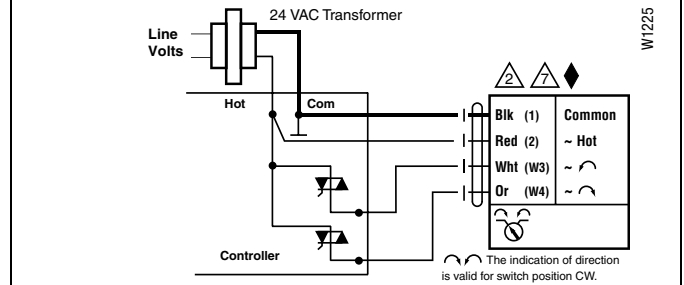 24 VAC Transformer
Line
Volts
W1225
2 7
Hot Com
Blk (1) Common
Red (2) ~ Hot
Wht (W3) ~
Or (W4) ~
Controller
The indication of direction
is valid for switch position CW.